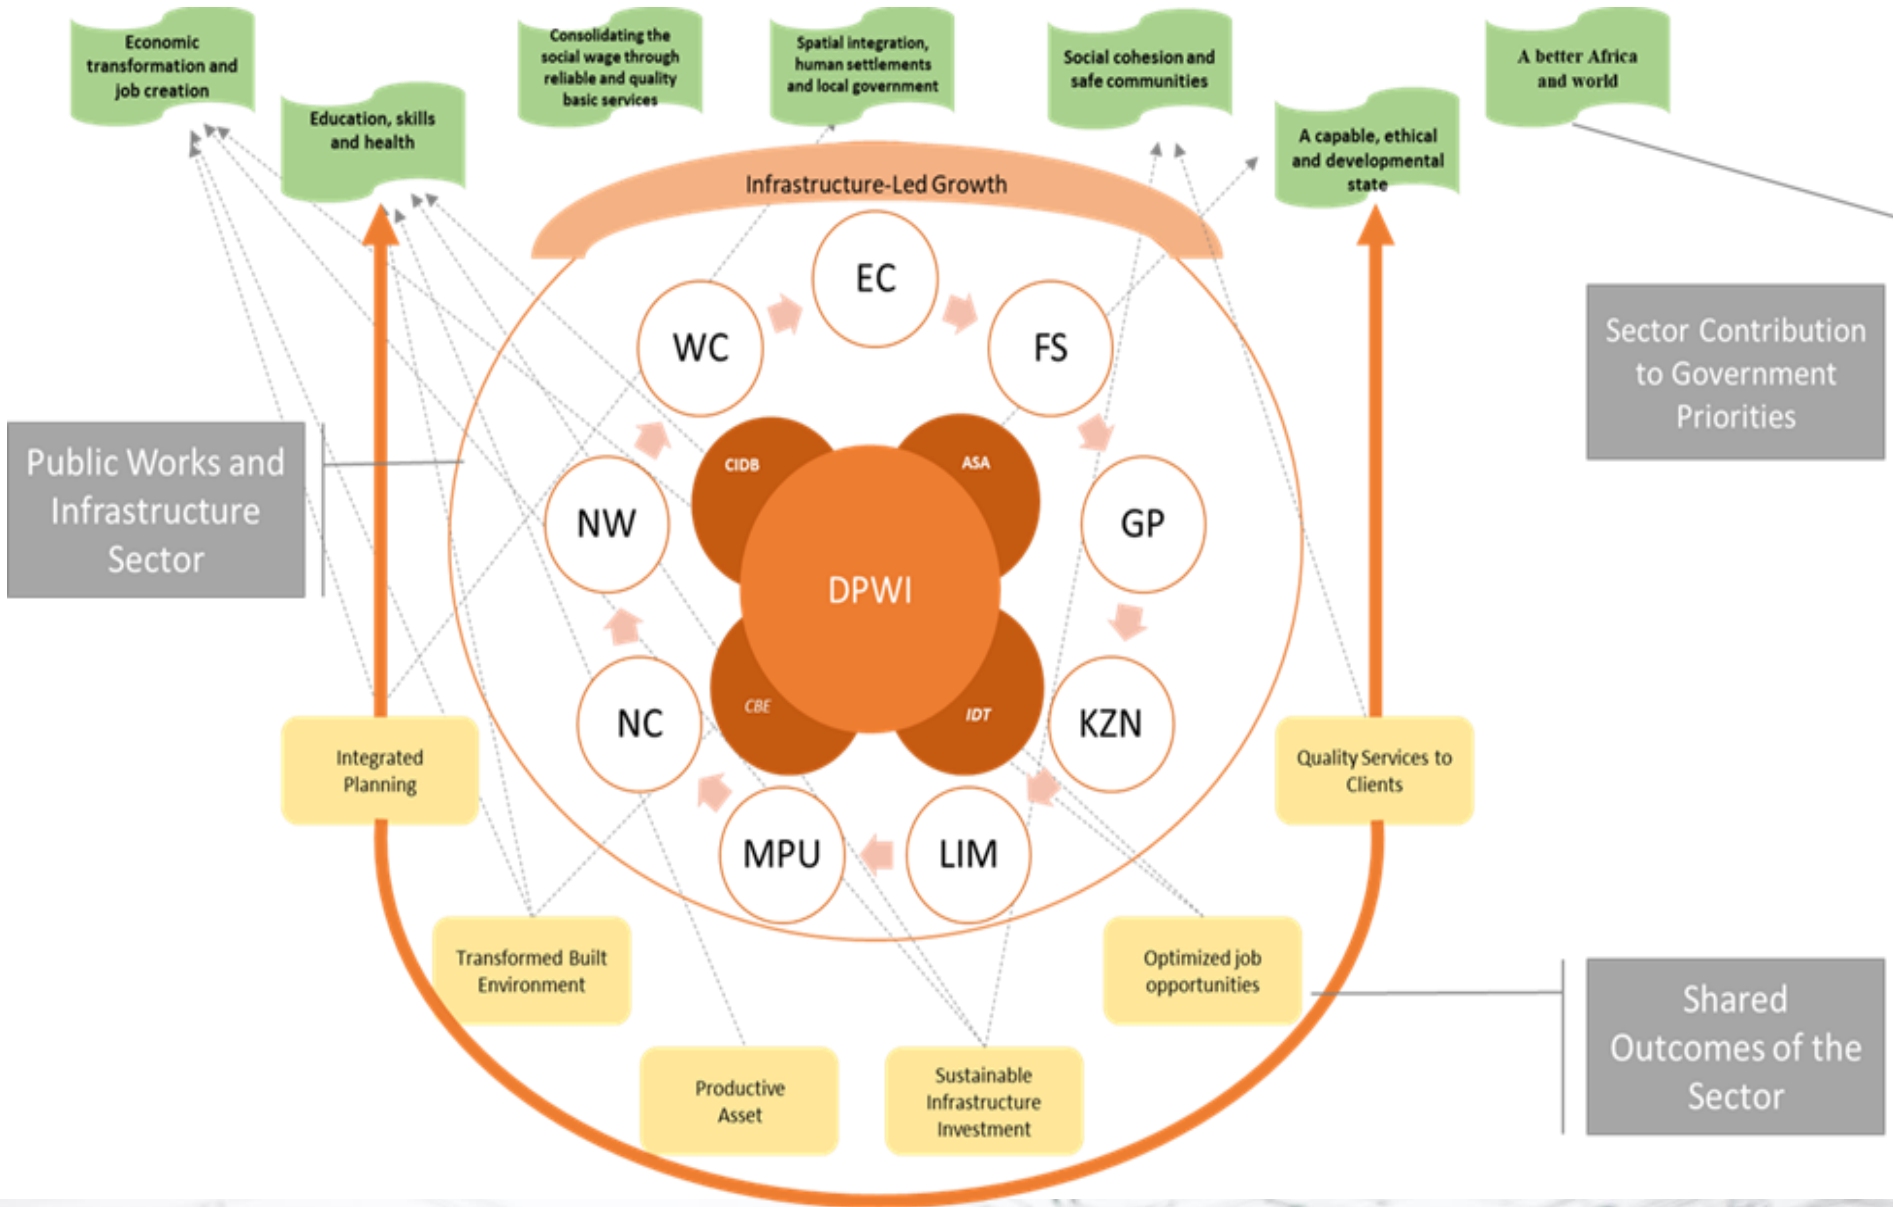 Economic
transformation and
job creation
Education, skills
and health
Consolidating the
social wage through
reliable and quality
basic services
Spatial integration,
human settlements
and local government
Social cohesion and
safe communities
A capable, ethical
and developmental
state
A better Africa
and world
Infrastructure-Led Growth
EC
WC
FS
NW
GP
NC
KZN
MPU
LIM
CIDB
ASA
DPWI
CBE
IDT
Public Works and
Infrastructure
Sector
Sector Contribution
to Government
Priorities
Integrated
Planning
Quality Services to
Clients
Transformed Built
Environment
Optimized job
opportunities
Productive
Asset
Sustainable
Infrastructure
Investment
Shared
Outcomes of the
Sector